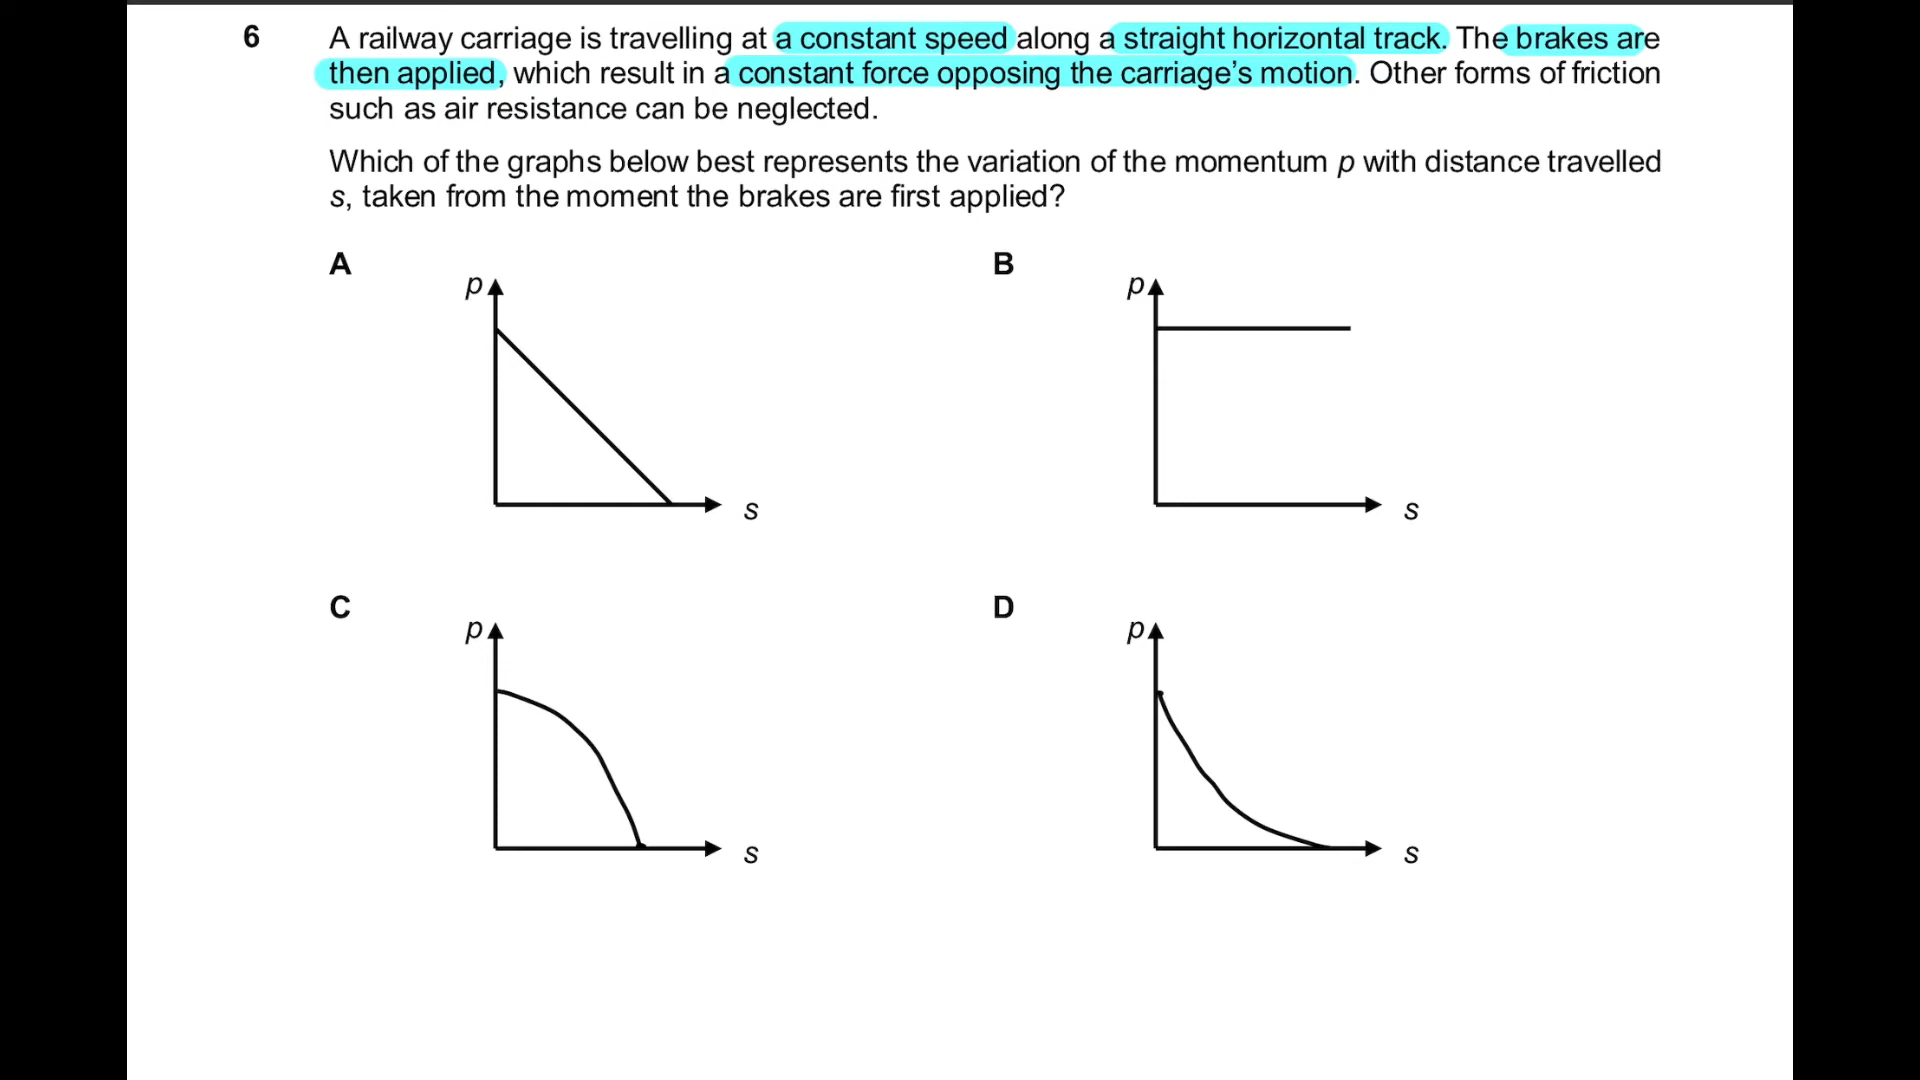 6 A railway carriage is travelling at a constant speed along a straight horizontal track. The brakes are
then applied, which result in a constant force opposing the carriage's motion. Other forms of friction
such as air resistance can be neglected.
Which of the graphs below best represents the variation of the momentum p with distance travelled
s, taken from the moment the brakes are first applied?
A
p
s
B
p
s
C
p
s
D
p
s